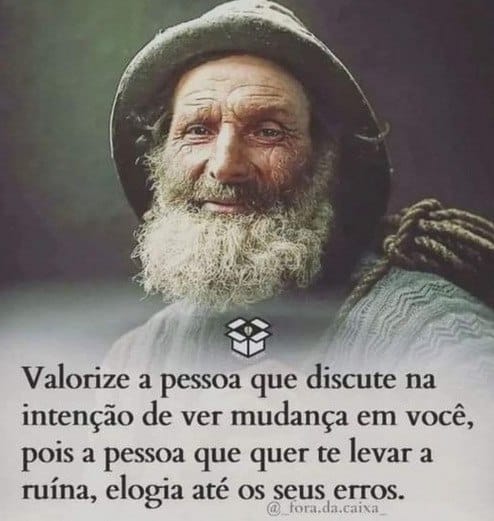 Valorize a pessoa que discute na
intenção de ver mudança em você,
pois a pessoa que quer te levar a
ruína, elogia até os seus erros.
@_fora.da.caixa_